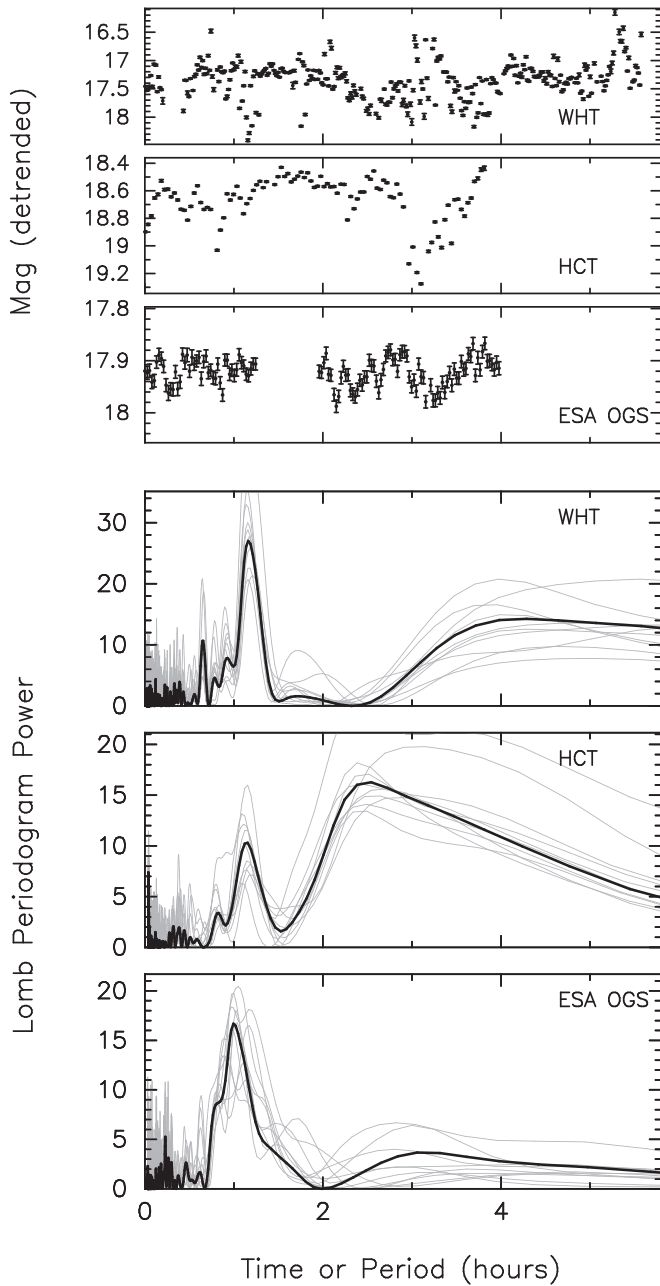 Mag (detrended)
16.5
17
17.5
18
WHT
18.4
18.6
18.8
19
19.2
HCT
17.8
17.9
18
ESA OGS
Lomb Periodogram Power
30
20
10
0
WHT
20
15
10
5
0
HCT
20
15
10
5
0
ESA OGS
0 2 4
Time or Period (hours)